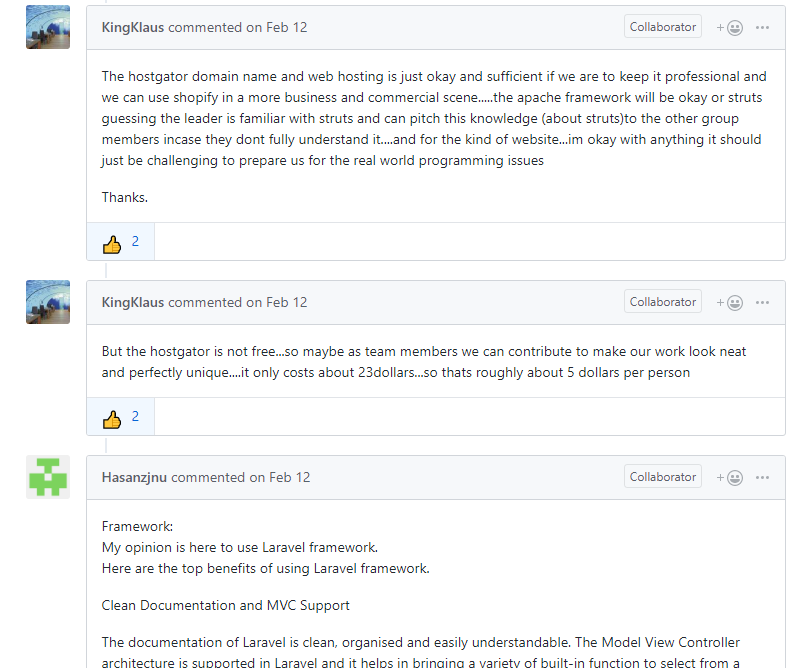 KingKlaus commented on Feb 12
Collaborator
The hostgator domain name and web hosting is just okay and sufficient if we are to keep it professional and
we can use shopify in a more business and commercial scene.....the apache framework will be okay or struts
guessing the leader is familiar with struts and can pitch this knowledge (about struts)to the other group
members incase they dont fully understand it....and for the kind of website...im okay with anything it should
just be challenging to prepare us for the real world programming issues
Thanks.
2
KingKlaus commented on Feb 12
Collaborator
But the hostgator is not free...so maybe as team members we can contribute to make our work look neat
and perfectly unique....it only costs about 23dollars...so thats roughly about 5 dollars per person
2
Hasanzjnu commented on Feb 12
Collaborator
Framework:
My opinion is here to use Laravel framework.
Here are the top benefits of using Laravel framework.
Clean Documentation and MVC Support
The documentation of Laravel is clean, organised and easily understandable. The Model View Controller
architecture is supported in Laravel and it helps in bringing a variety of built-in function to select from a